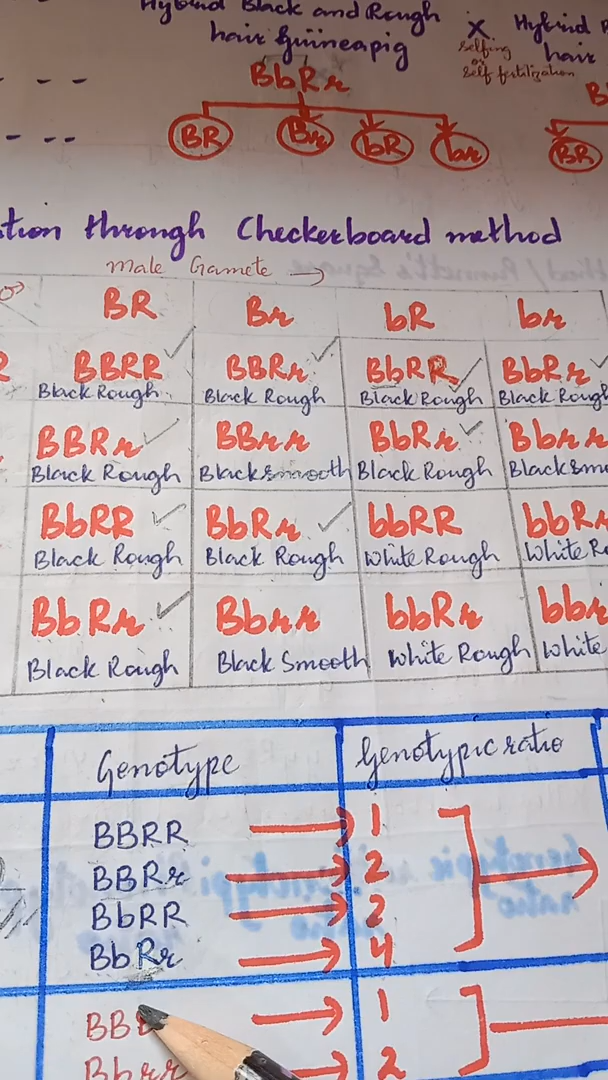 Hybrid Black and Rough X Hybrid
hair Guineapig selfing hair
or
self fertilization
BbRr B
BR Br bR br BR
through Checkerboard method
Male Gamete →
BR Br bR br
BBRR BBRr BbRR BbRr
Black Rough Black Rough Black Rough Black Rough
BBRr BBrr BbRr Bbrr
Black Rough Black smooth Black Rough Black Sm
BbRR BbRr bbRR bbRr
Black Rough Black Rough White Rough White R
BbRr Bbrr bbRr bbr
Black Rough Black Smooth White Rough White
Genotype Genotypic ratio
BBRR → 1
BBRr → 2
BbRR → 2
BbRr → 4
BB → 1
Bbrr → 2